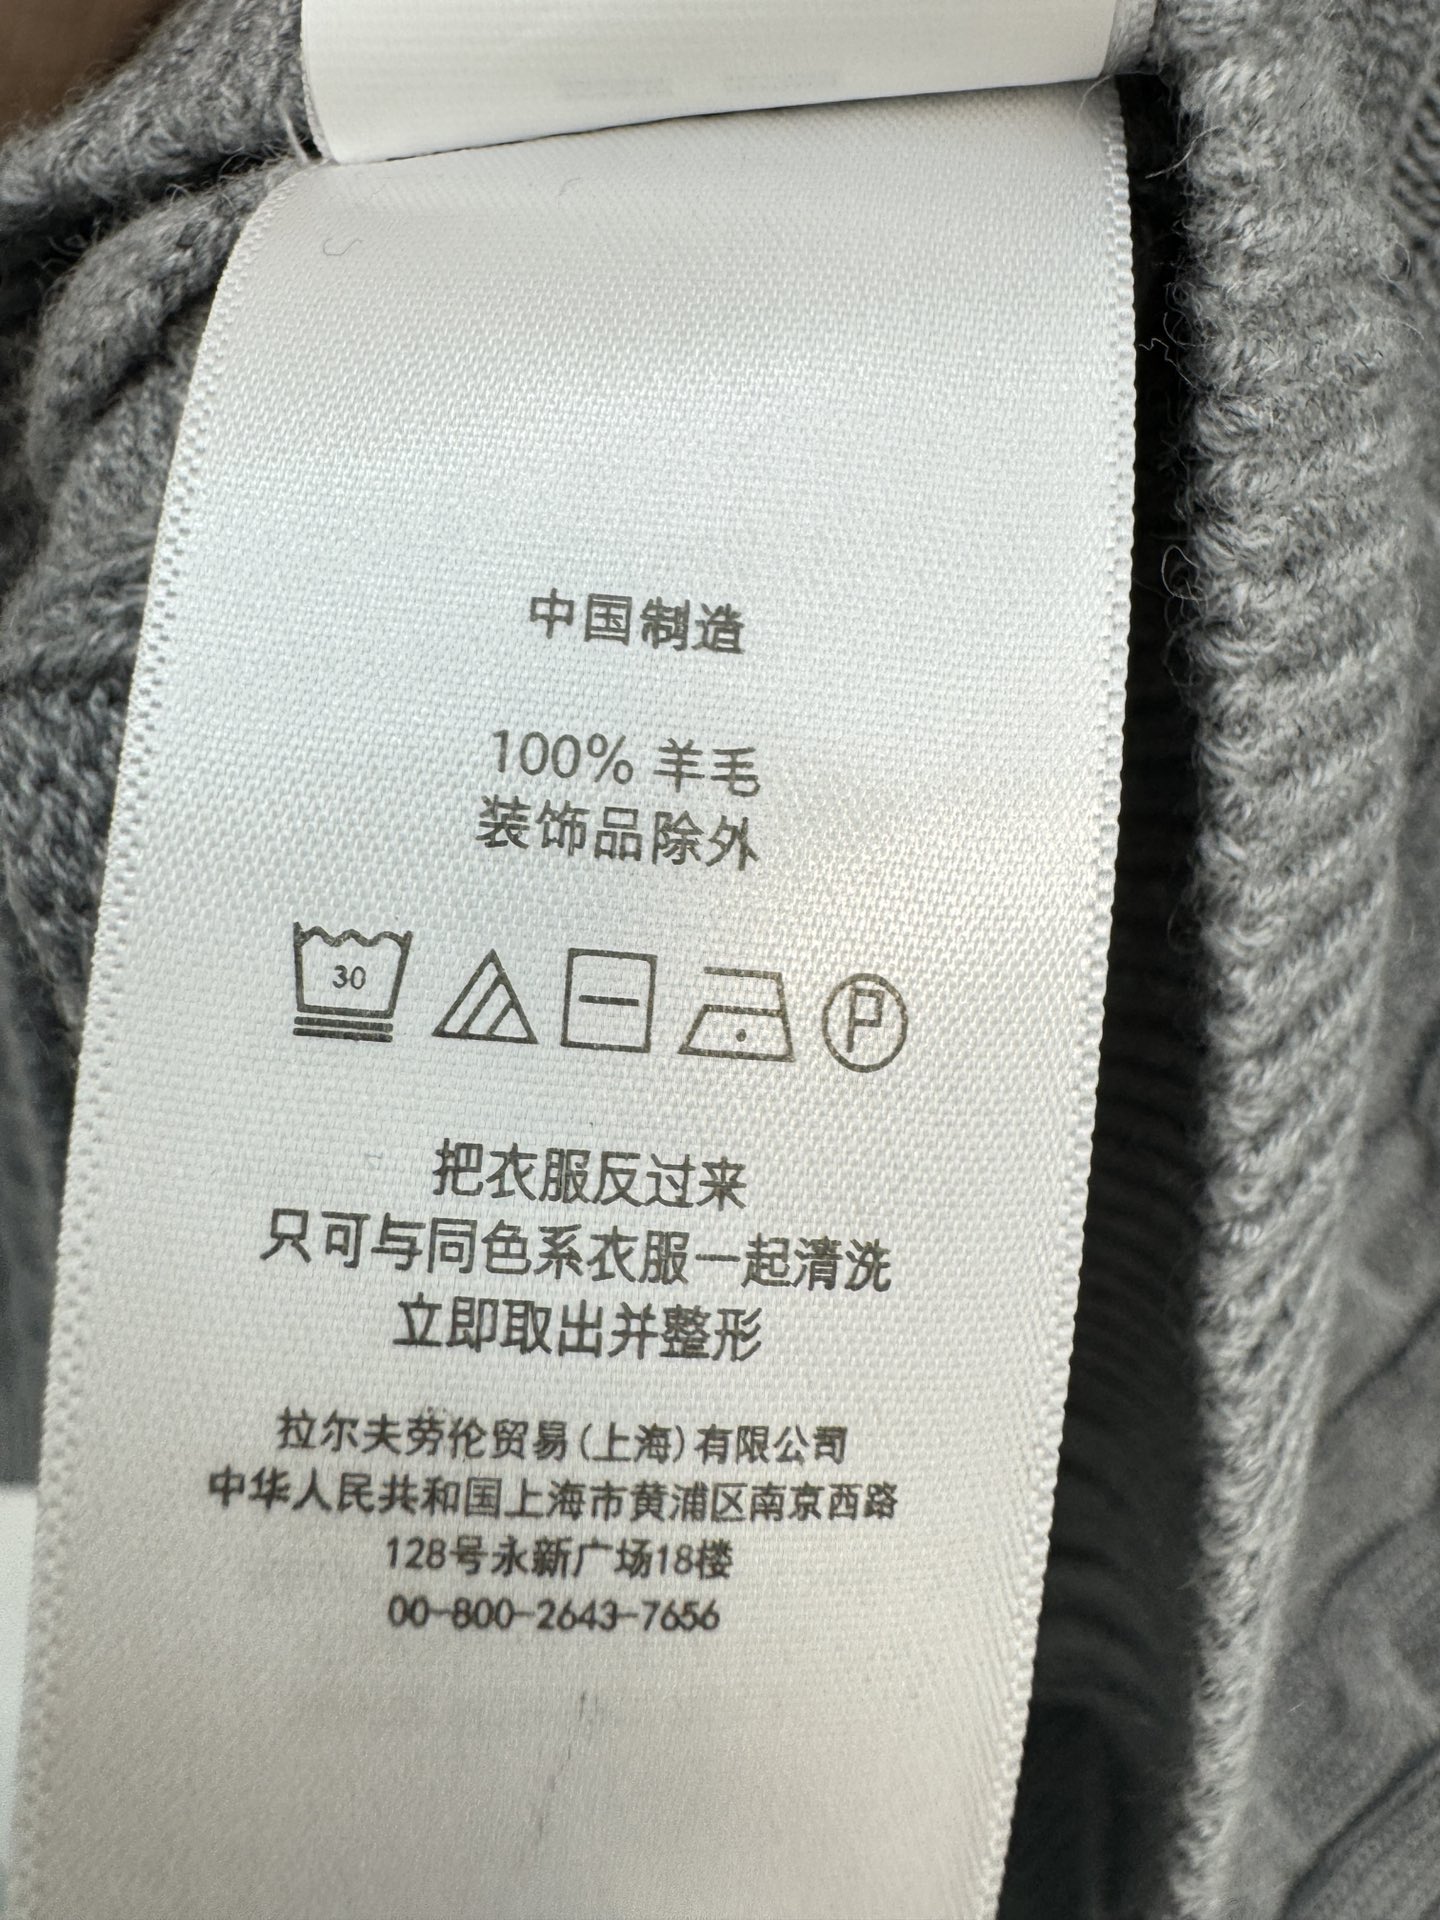 中国制造
100% 羊毛
装饰品除外
30
P
把衣服反过来
只可与同色系衣服一起清洗
立即取出并整形
拉尔夫劳伦贸易(上海)有限公司
中华人民共和国上海市黄浦区南京西路
128号永新广场18楼
00-800-2643-7656